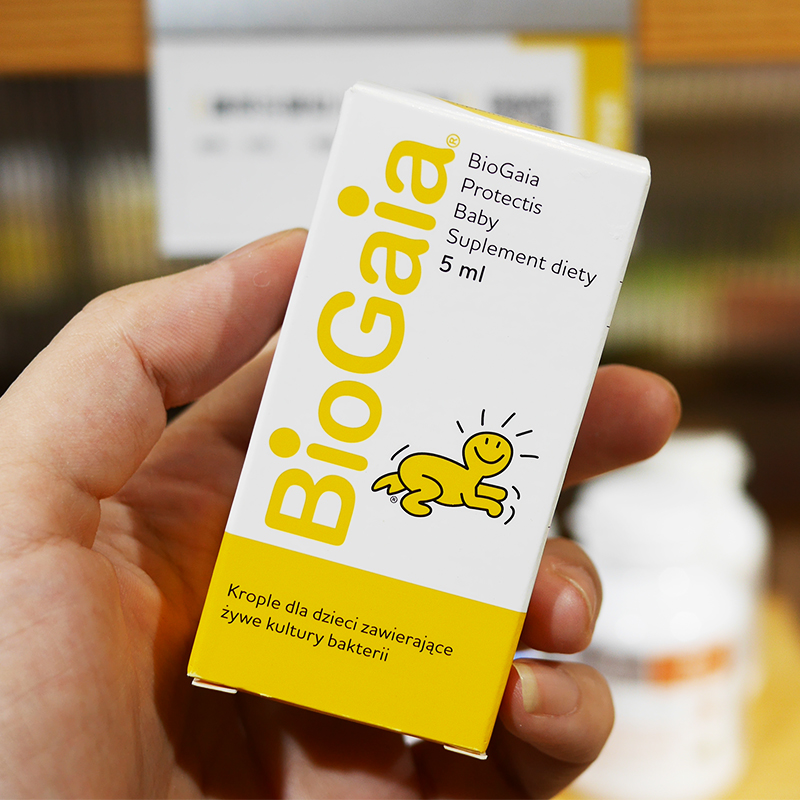 BioGaia®
BioGaia
Protectis
Baby
Suplement diety
5 ml
®
Krople dla dzieci zawierające
żywe kultury bakterii